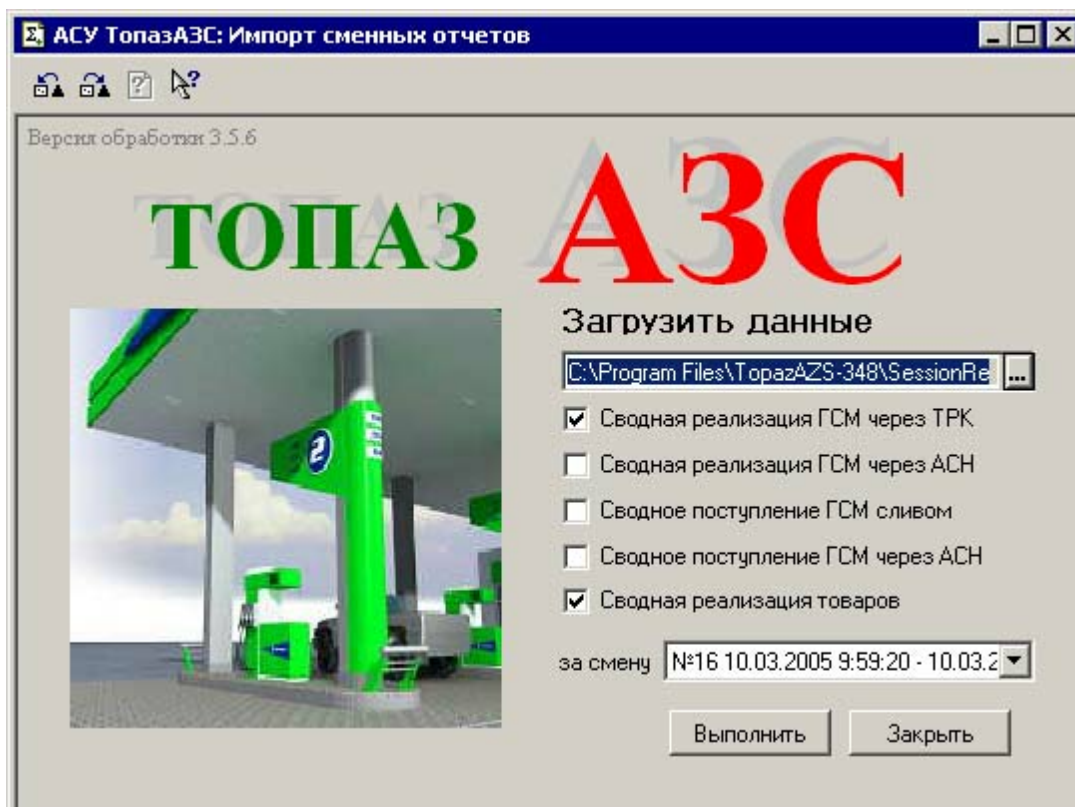 АСУ ТопазАЗС: Импорт сменных отчетов
Версия обработки 3.5.6
ТОПАЗ АЗС
Загрузить данные
C:\Program Files\TopazAZS-348\SessionRe
...
Сводная реализация ГСМ через ТРК
Сводная реализация ГСМ через АСН
Сводное поступление ГСМ сливом
Сводное поступление ГСМ через АСН
Сводная реализация товаров
за смену №16 10.03.2005 9:59:20 - 10.03.2
Выполнить Закрыть
2